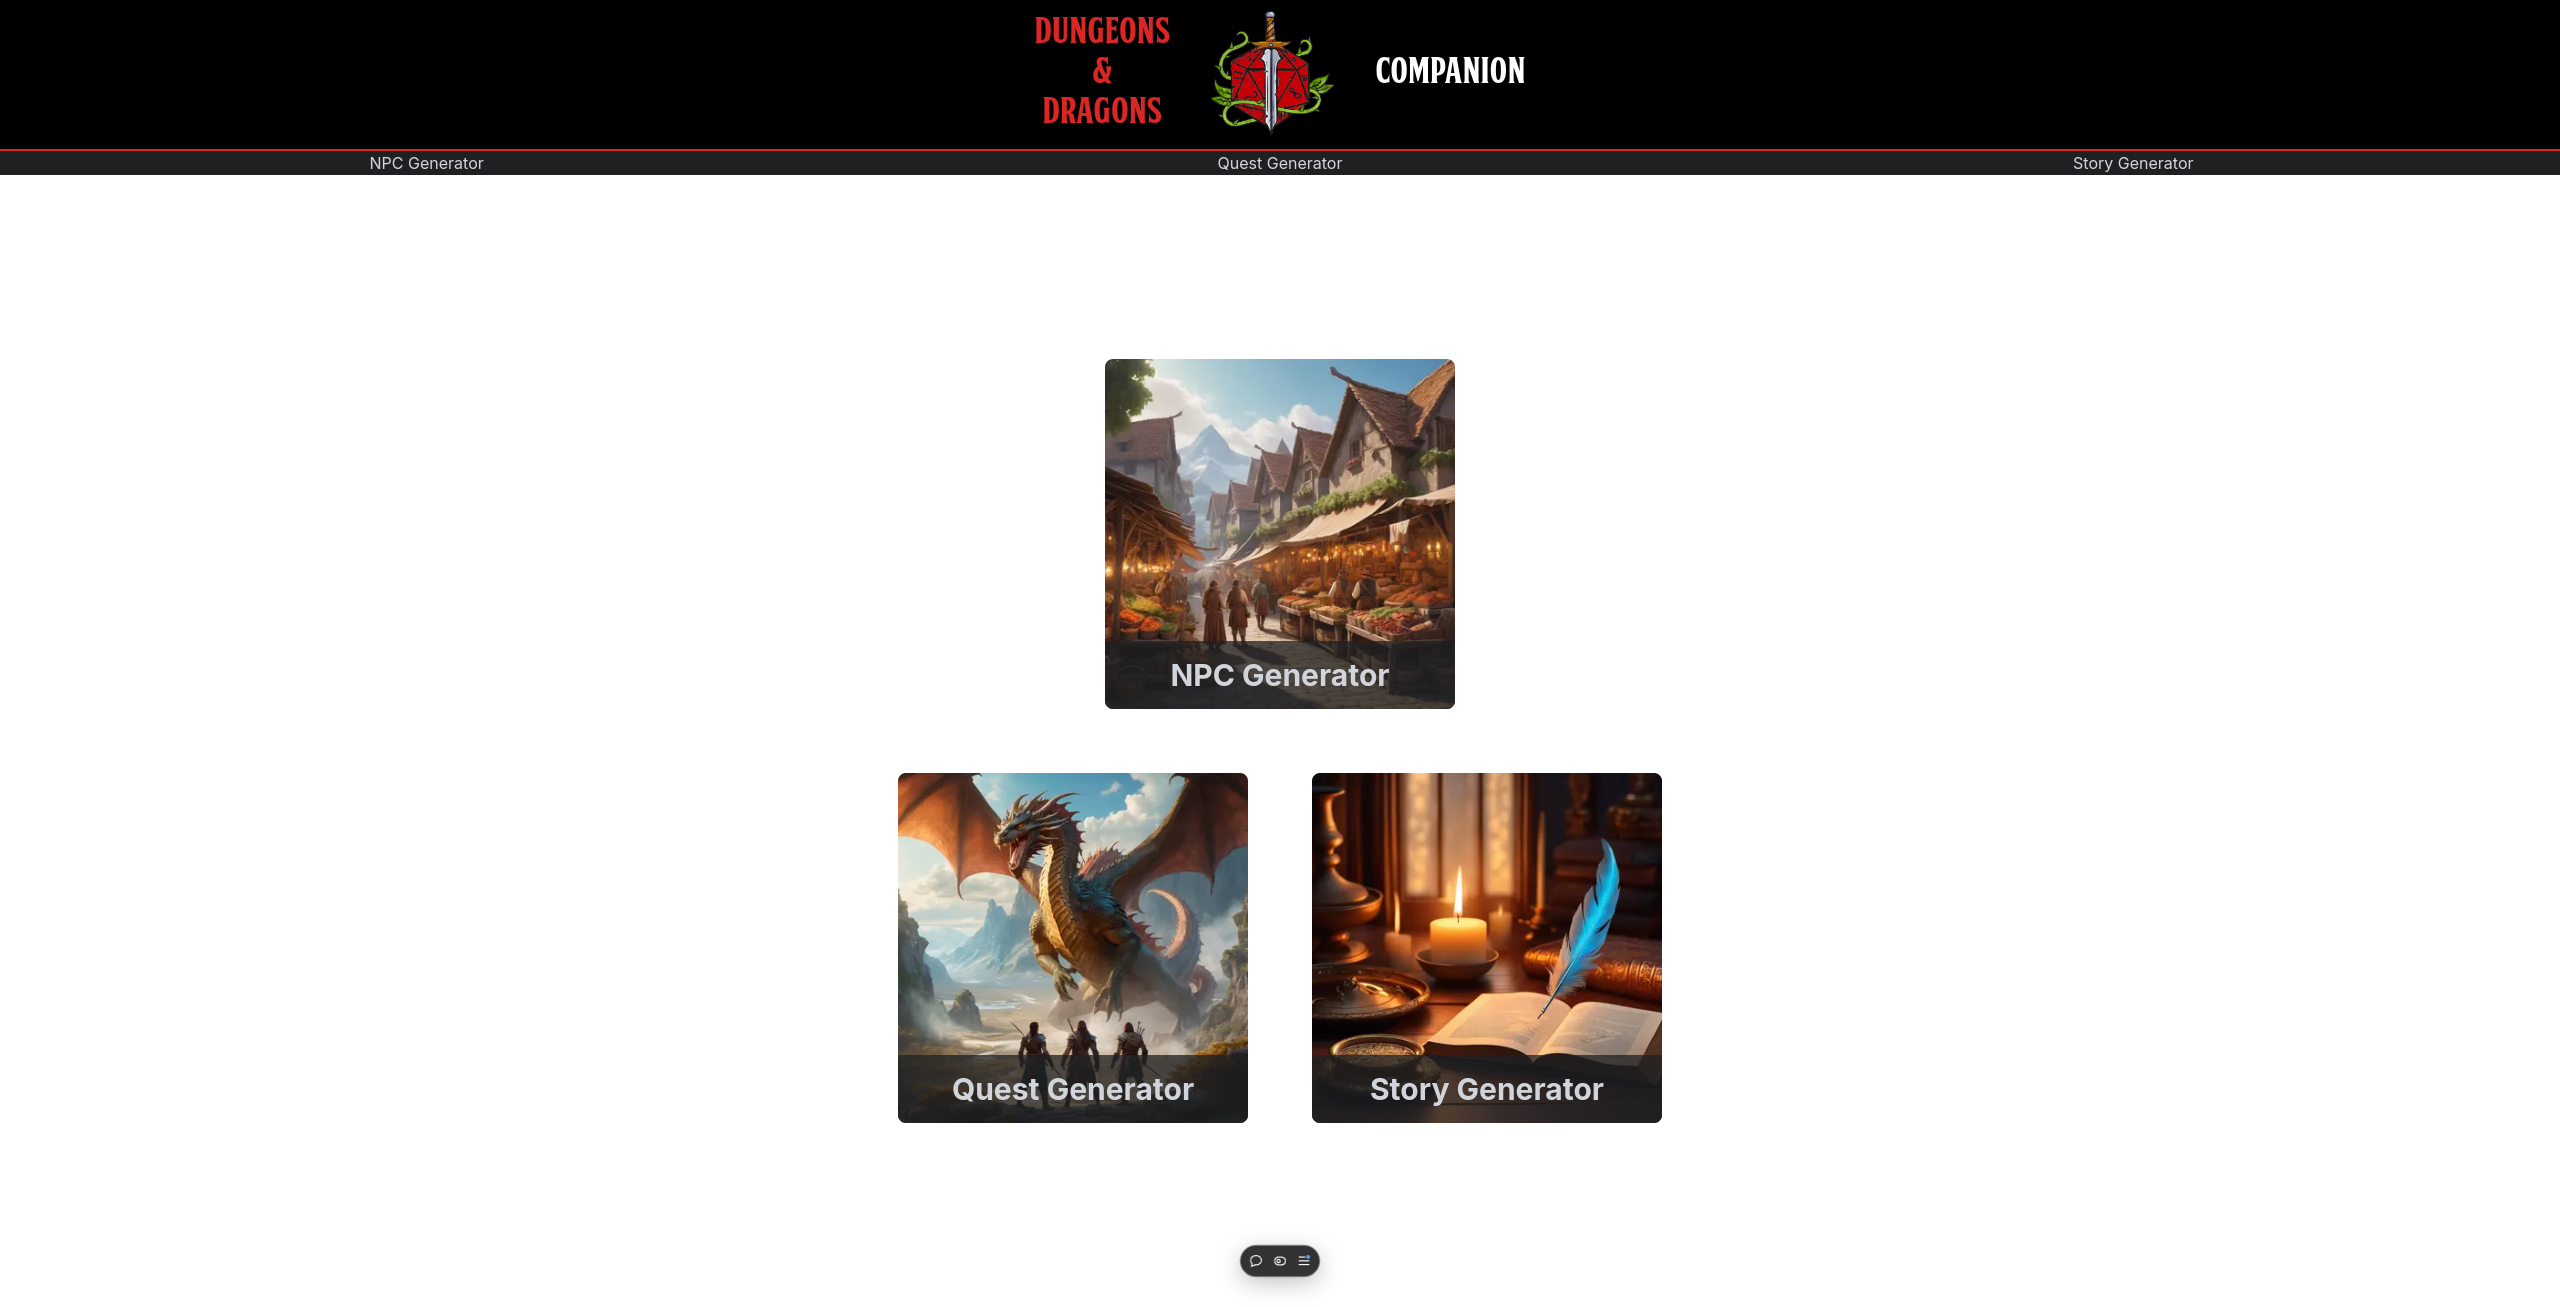 DUNGEONS
&
DRAGONS
COMPANION
NPC Generator
Quest Generator
Story Generator
NPC Generator
Quest Generator
Story Generator